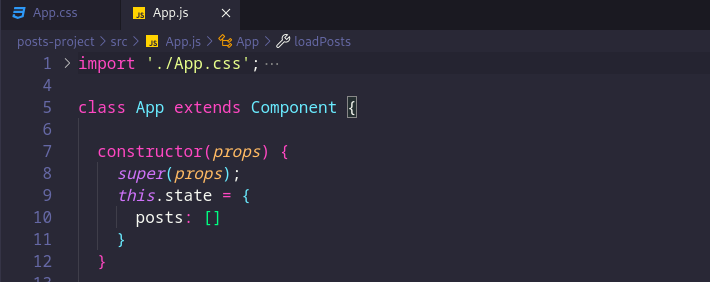 App.css JS App.js ×
posts-project > src > JS App.js > App > loadPosts
1 > import './App.css'; ...
4
5 class App extends Component {
6
7 constructor(props) {
8 super(props);
9 this.state = {
10 posts: []
11 }
12 }
13